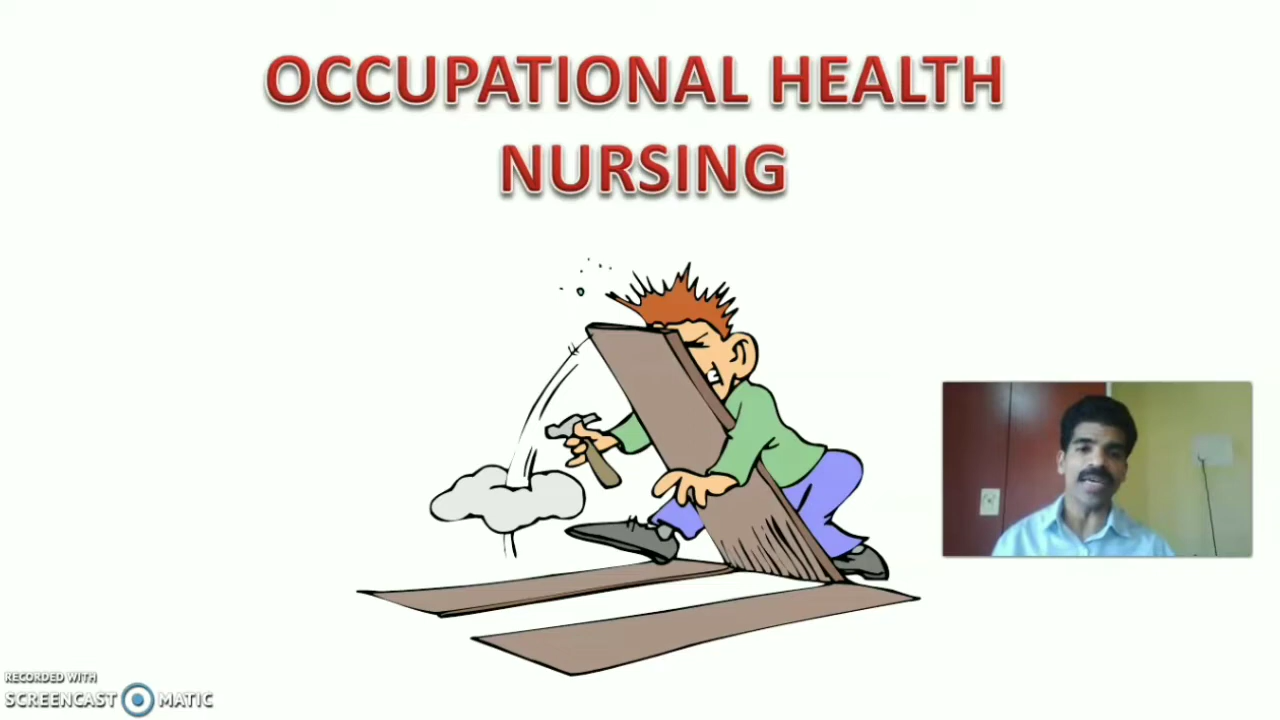 OCCUPATIONAL HEALTH
NURSING
RECORDED WITH
SCREENCAST MATIC